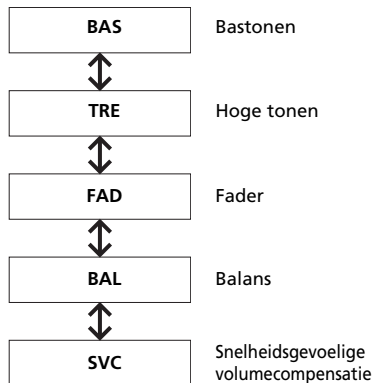 BAS Bastonen
TRE Hoge tonen
FAD Fader
BAL Balans
SVC Snelheidsgevoelige
volumecompensatie